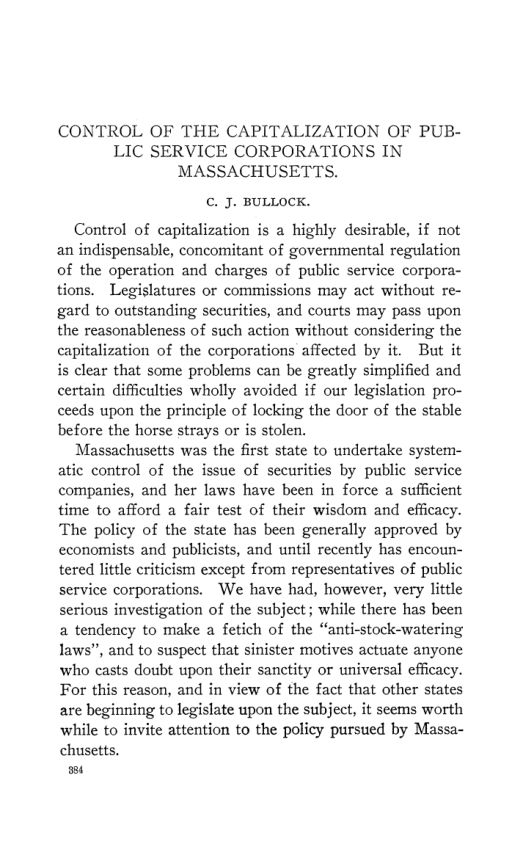 CONTROL OF THE CAPITALIZATION OF PUB-
LIC SERVICE CORPORATIONS IN
MASSACHUSETTS.
C. J. BULLOCK.
Control of capitalization is a highly desirable, if not
an indispensable, concomitant of governmental regulation
of the operation and charges of public service corpora-
tions. Legislatures or commissions may act without re-
gard to outstanding securities, and courts may pass upon
the reasonableness of such action without considering the
capitalization of the corporations affected by it. But it
is clear that some problems can be greatly simplified and
certain difficulties wholly avoided if our legislation pro-
ceeds upon the principle of locking the door of the stable
before the horse strays or is stolen.
Massachusetts was the first state to undertake system-
atic control of the issue of securities by public service
companies, and her laws have been in force a sufficient
time to afford a fair test of their wisdom and efficacy.
The policy of the state has been generally approved by
economists and publicists, and until recently has encoun-
tered little criticism except from representatives of public
service corporations. We have had, however, very little
serious investigation of the subject; while there has been
a tendency to make a fetich of the "anti-stock-watering
laws", and to suspect that sinister motives actuate anyone
who casts doubt upon their sanctity or universal efficacy.
For this reason, and in view of the fact that other states
are beginning to legislate upon the subject, it seems worth
while to invite attention to the policy pursued by Massa-
chusetts.
384